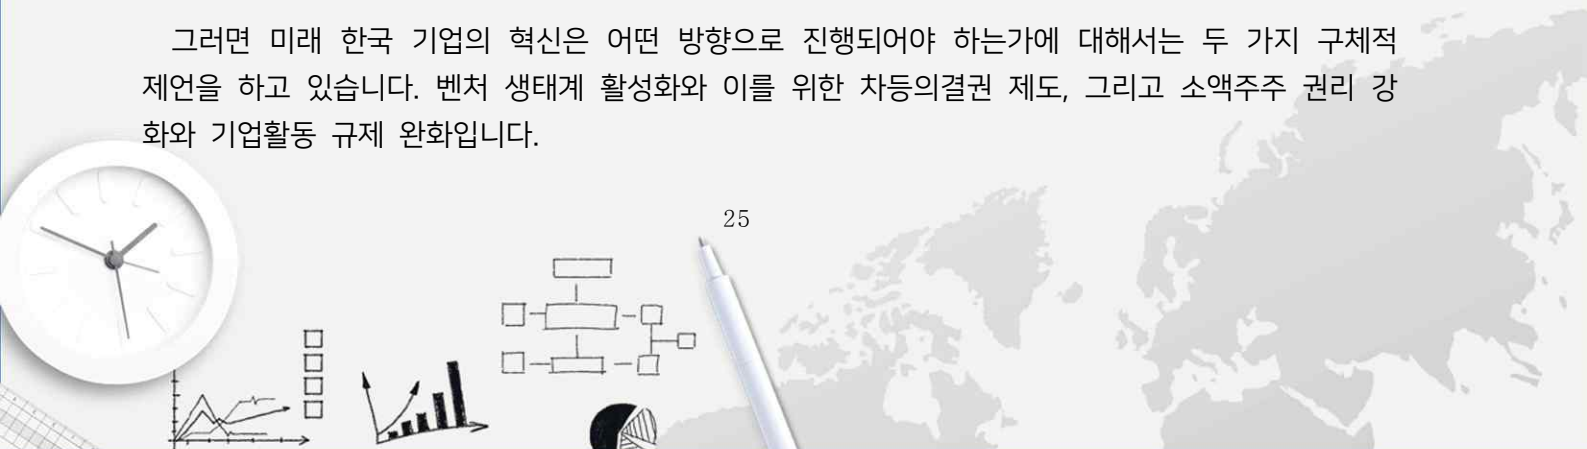 그러면 미래 한국 기업의 혁신은 어떤 방향으로 진행되어야 하는가에 대해서는 두 가지 구체적
제언을 하고 있습니다. 벤처 생태계 활성화와 이를 위한 차등의결권 제도, 그리고 소액주주 권리 강
화와 기업활동 규제 완화입니다.
25